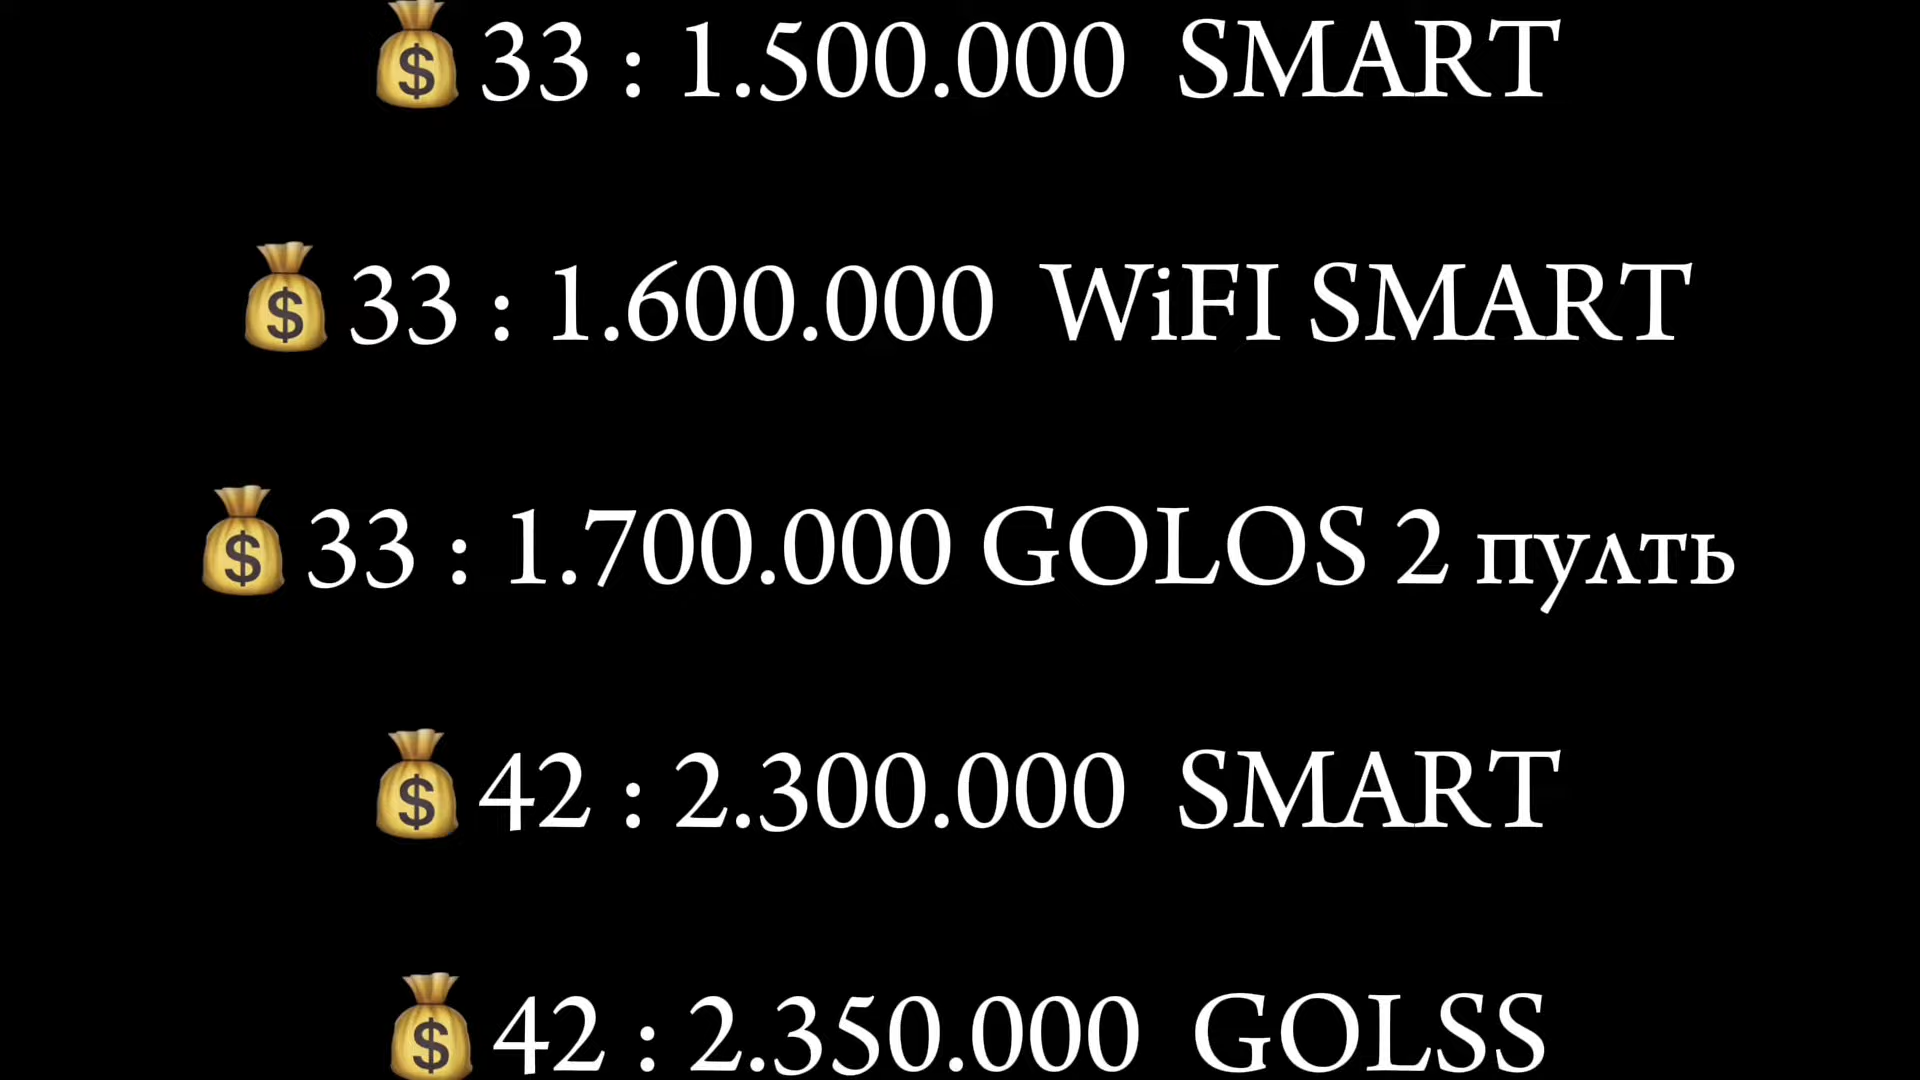 💰33 : 1.500.000 SMART
💰33 : 1.600.000 WiFI SMART
💰33 : 1.700.000 GOLOS 2 пулть
💰42 : 2.300.000 SMART
💰42 : 2.350.000 GOLSS